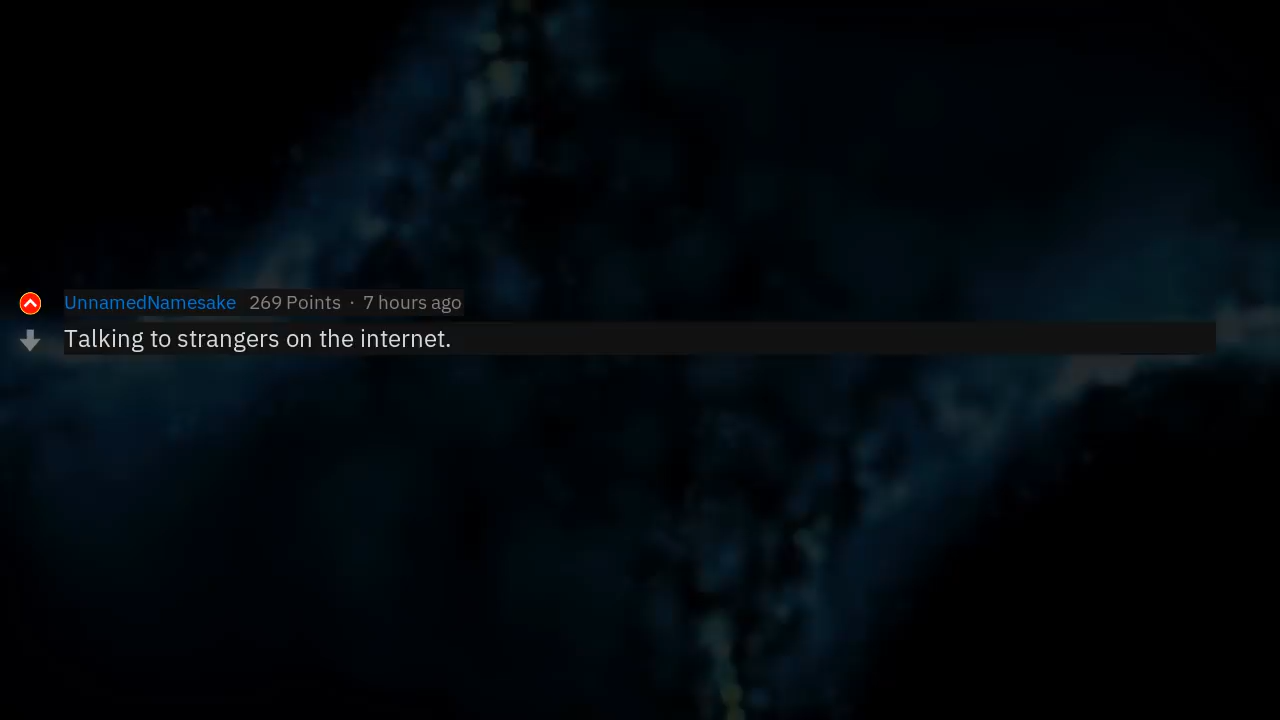 UnnamedNamesake 269 Points · 7 hours ago
Talking to strangers on the internet.